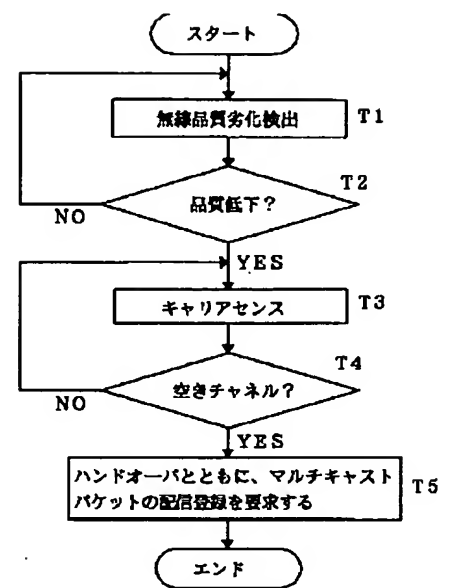 スタート
無線品質劣化検出
T1
品質低下?
T2
NO
YES
キャリアセンス
T3
空きチャネル?
T4
NO
YES
ハンドオーバとともに、マルチキャスト
パケットの配信登録を要求する
T5
エンド